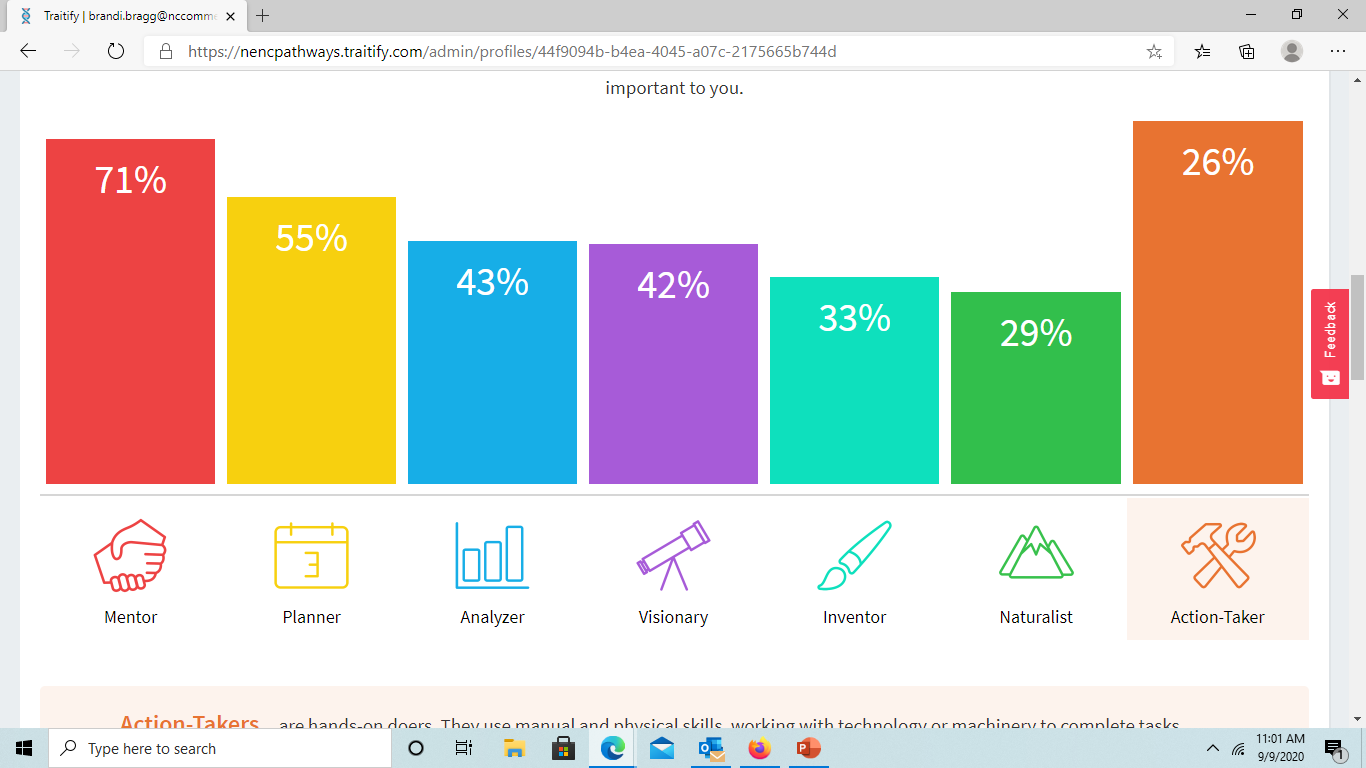 Traitify | brandi.bragg@nccomme
https://nencpathways.traitify.com/admin/profiles/44f9094b-b4ea-4045-a07c-2175665b744d
important to you.
71%
55%
43%
42%
33%
29%
26%
Feedback
3
Mentor
Planner
Analyzer
Visionary
Inventor
Naturalist
Action-Taker
Action-Takers are hands-on doers. They use manual and physical skills, working with technology or machinery to complete tasks
Type here to search
11:01 AM
9/9/2020
1